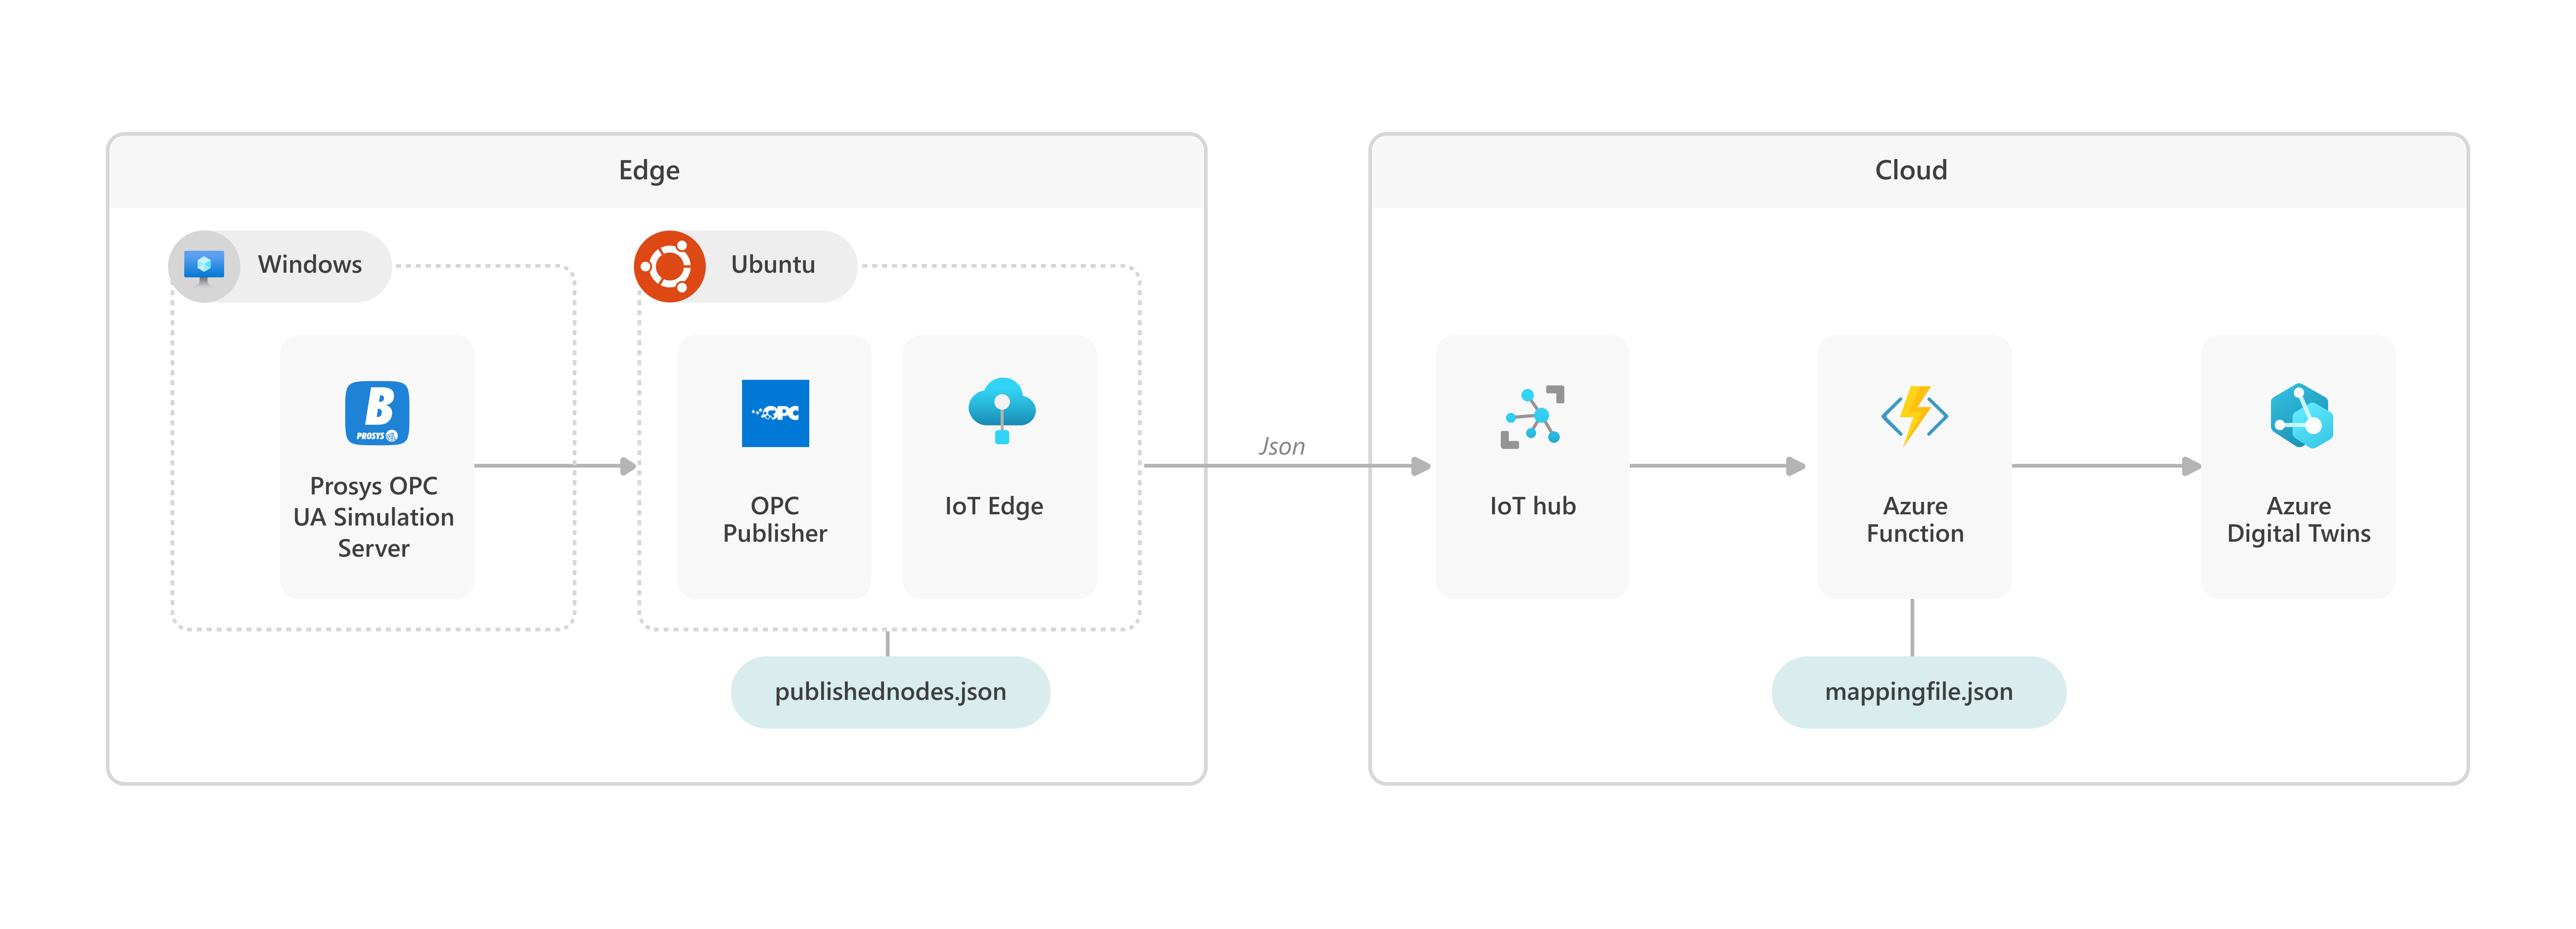 Edge
Cloud
Windows
Ubuntu
B
PROSYS
OPC
Prosys OPC
UA Simulation
Server
OPC
Publisher
IoT Edge
Json
IoT hub
Azure
Function
Azure
Digital Twins
publishednodes.json
mappingfile.json